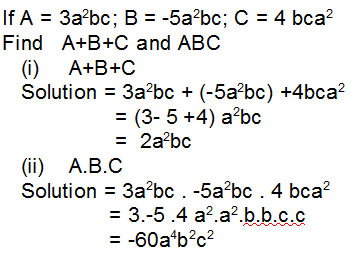 If A = 3a²bc; B = -5a²bc; C = 4 bca²
Find A+B+C and ABC
(i) A+B+C
Solution = 3a²bc + (-5a²bc) +4bca²
= (3- 5 +4) a²bc
= 2a²bc
(ii) A.B.C
Solution = 3a²bc . -5a²bc . 4 bca²
= 3.-5 .4 a².a².b.b.c.c
= -60a⁴b²c²